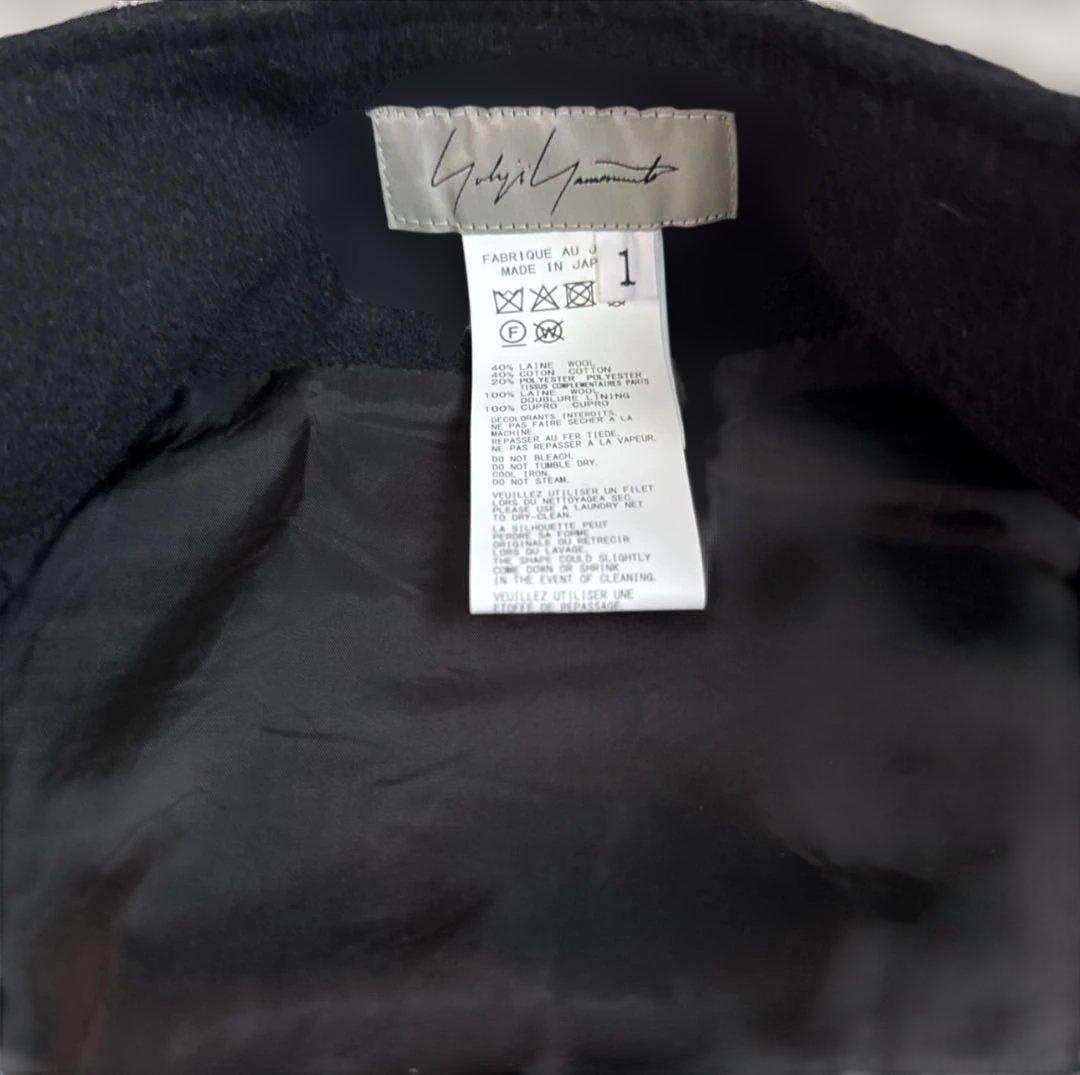 Yohji Yamamoto
FABRIQUE AU J
MADE IN JAP
1
F
W
40% LAINE WOOL
40% COTON COTTON
20% POLYESTER POLYESTER
TISSUS COMPLEMENTAIRES PARTS
100% LAINE WOOL
DOUBLURE LINING
100% CUPRO CUPRO
DECOLORANTS INTERDITS.
NE PAS FAIRE SECHER A LA
MACHINE.
REPASSER AU FER TIEDE.
NE PAS REPASSER A LA VAPEUR.
DO NOT BLEACH.
DO NOT TUMBLE DRY.
COOL IRON.
DO NOT STEAM.
VEUILLEZ UTILISER UN FILET
LORS DU NETTOYAGEA SEC.
PLEASE USE A LAUNDRY NET
TO DRY-CLEAN.
LA SILHOUETTE PEUT
PERDRE SA FORME
ORIGINALE OU RETRECIR
LORS DU LAVAGE.
THE SHAPE COULD SLIGHTLY
COME DOWN OR SHRINK
IN THE EVENT OF CLEANING.
VEUILLEZ UTILISER UNE
ETOFFE DE REPASSAGE